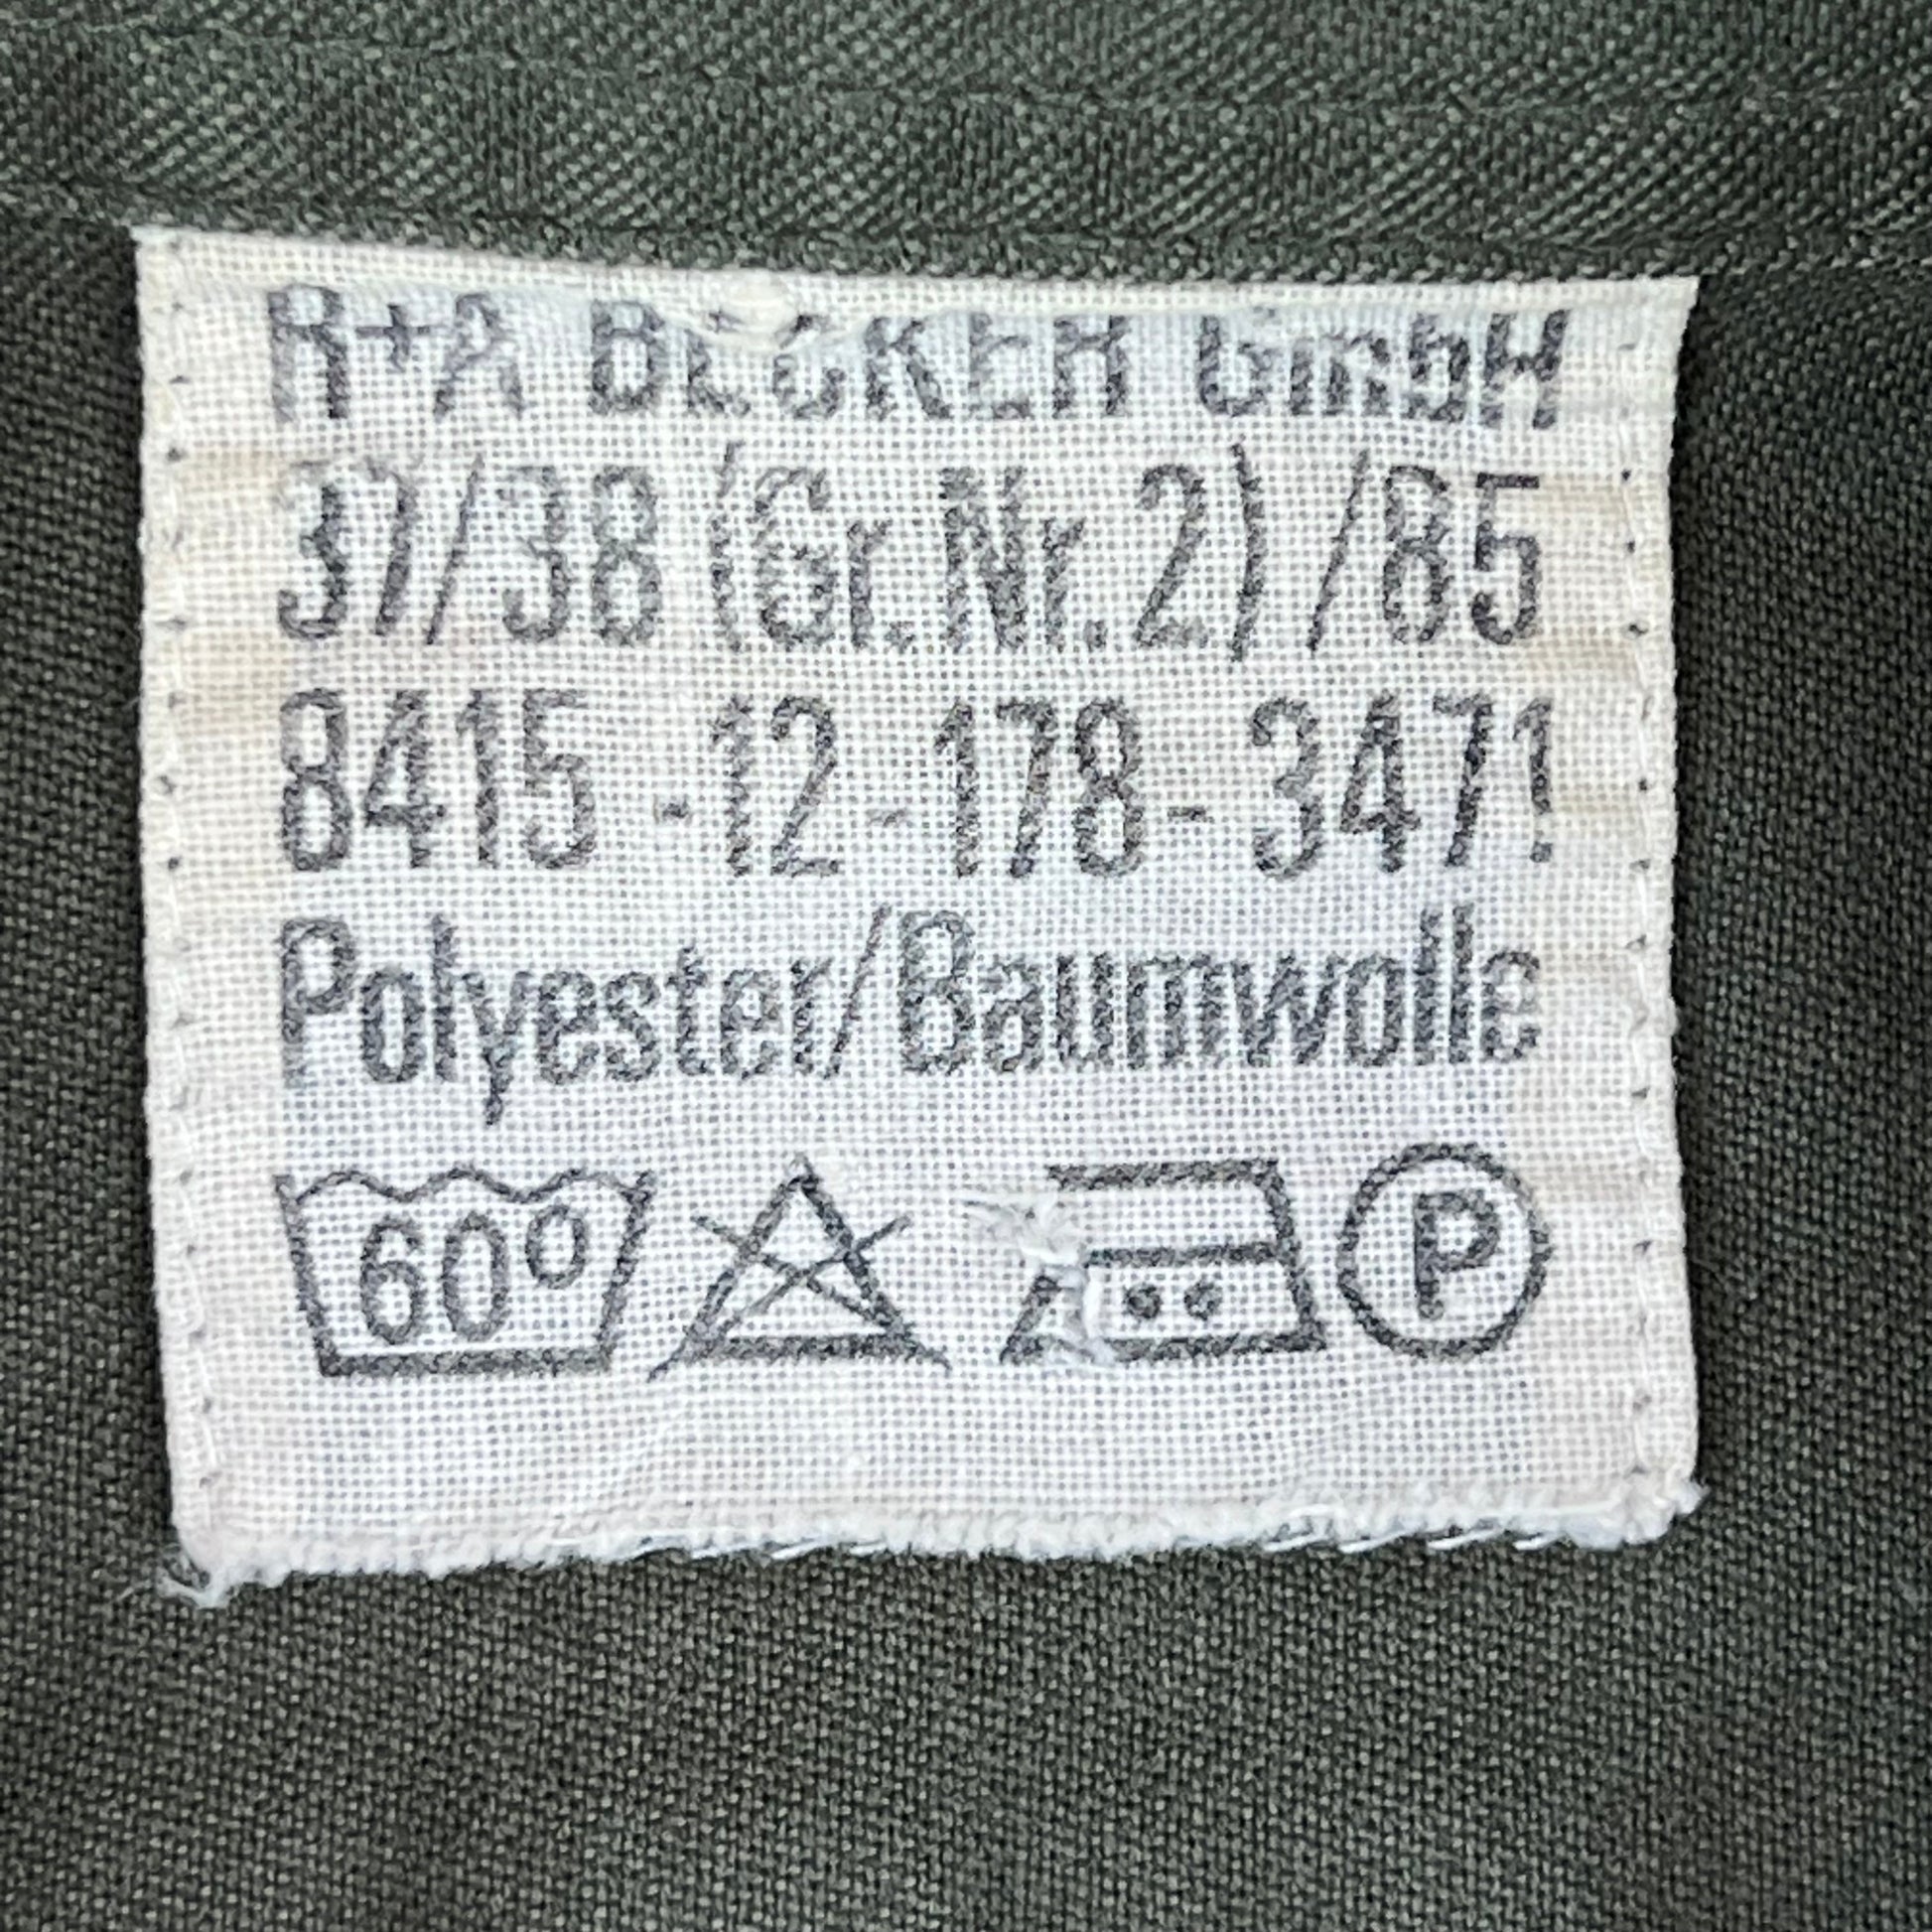 R+A BECKER GmbH
37/38 (Gr.Nr.2) /85
8415-12-178-3471
Polyester/Baumwolle
60° P